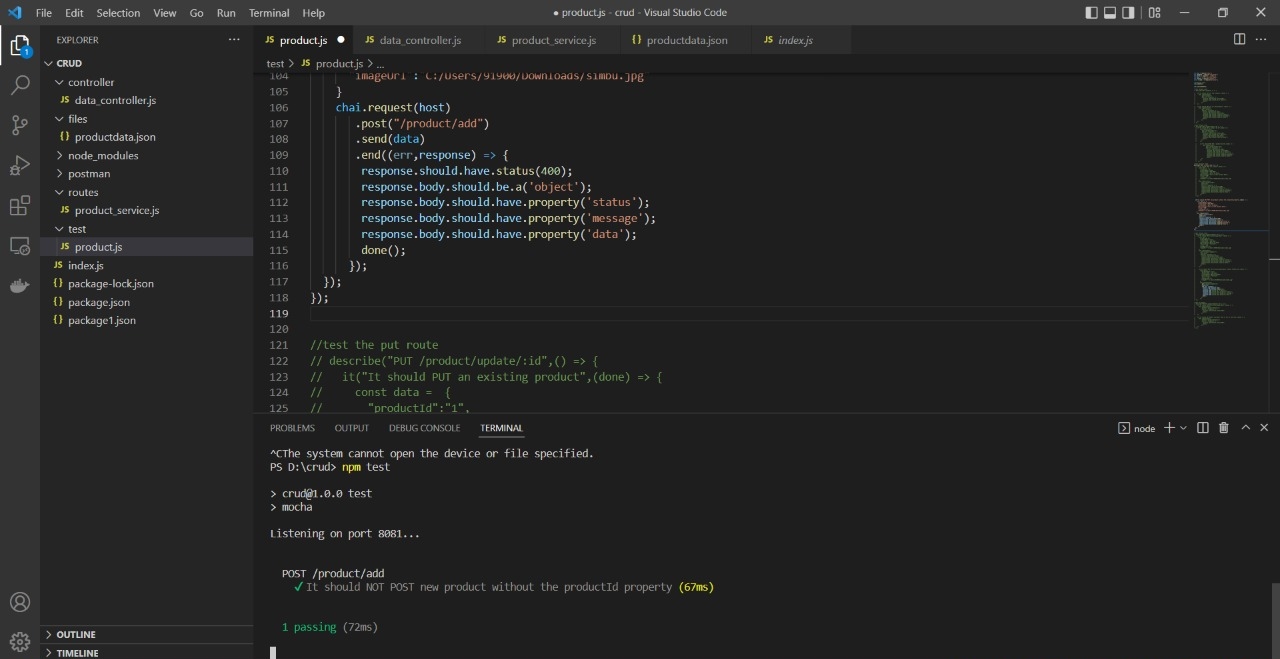 File Edit Selection View Go Run Terminal Help
● product.js - crud - Visual Studio Code
EXPLORER
1
CRUD
controller
JS data_controller.js
files
{} productdata.json
node_modules
postman
routes
JS product_service.js
test
JS product.js
JS index.js
{} package-lock.json
{} package.json
{} package1.json
OUTLINE
TIMELINE
JS product.js ● JS data_controller.js JS product_service.js {} productdata.json JS index.js
test > JS product.js > ...
104 imageUrl : C:/Users/91900/Downloads/simbu.jpg
105 }
106 chai.request(host)
107 .post("/product/add")
108 .send(data)
109 .end((err,response) => {
110 response.should.have.status(400);
111 response.body.should.be.a('object');
112 response.body.should.have.property('status');
113 response.body.should.have.property('message');
114 response.body.should.have.property('data');
115 done();
116 });
117 });
118 });
119
120
121 //test the put route
122 // describe("PUT /product/update/:id",() => {
123 // it("It should PUT an existing product",(done) => {
124 // const data = {
125 // "productId":"1",
PROBLEMS OUTPUT DEBUG CONSOLE TERMINAL
node
^CThe system cannot open the device or file specified.
PS D:\crud> npm test
> crud@1.0.0 test
> mocha
Listening on port 8081...
POST /product/add
✓ It should NOT POST new product without the productId property (67ms)
1 passing (72ms)